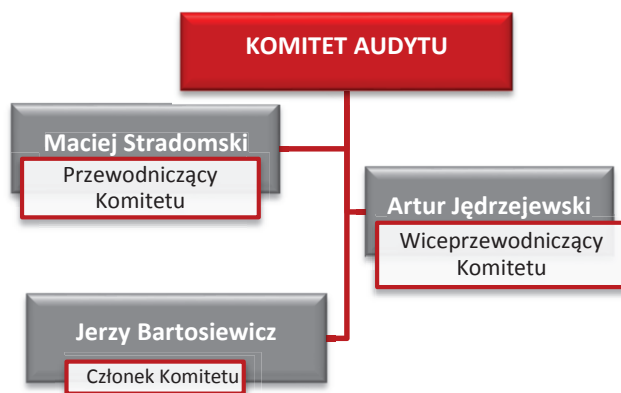 KOMITET AUDYTU
Maciej Stradomski
Przewodniczący
Komitetu
Artur Jędrzejewski
Wiceprzewodniczący
Komitetu
Jerzy Bartosiewicz
Członek Komitetu